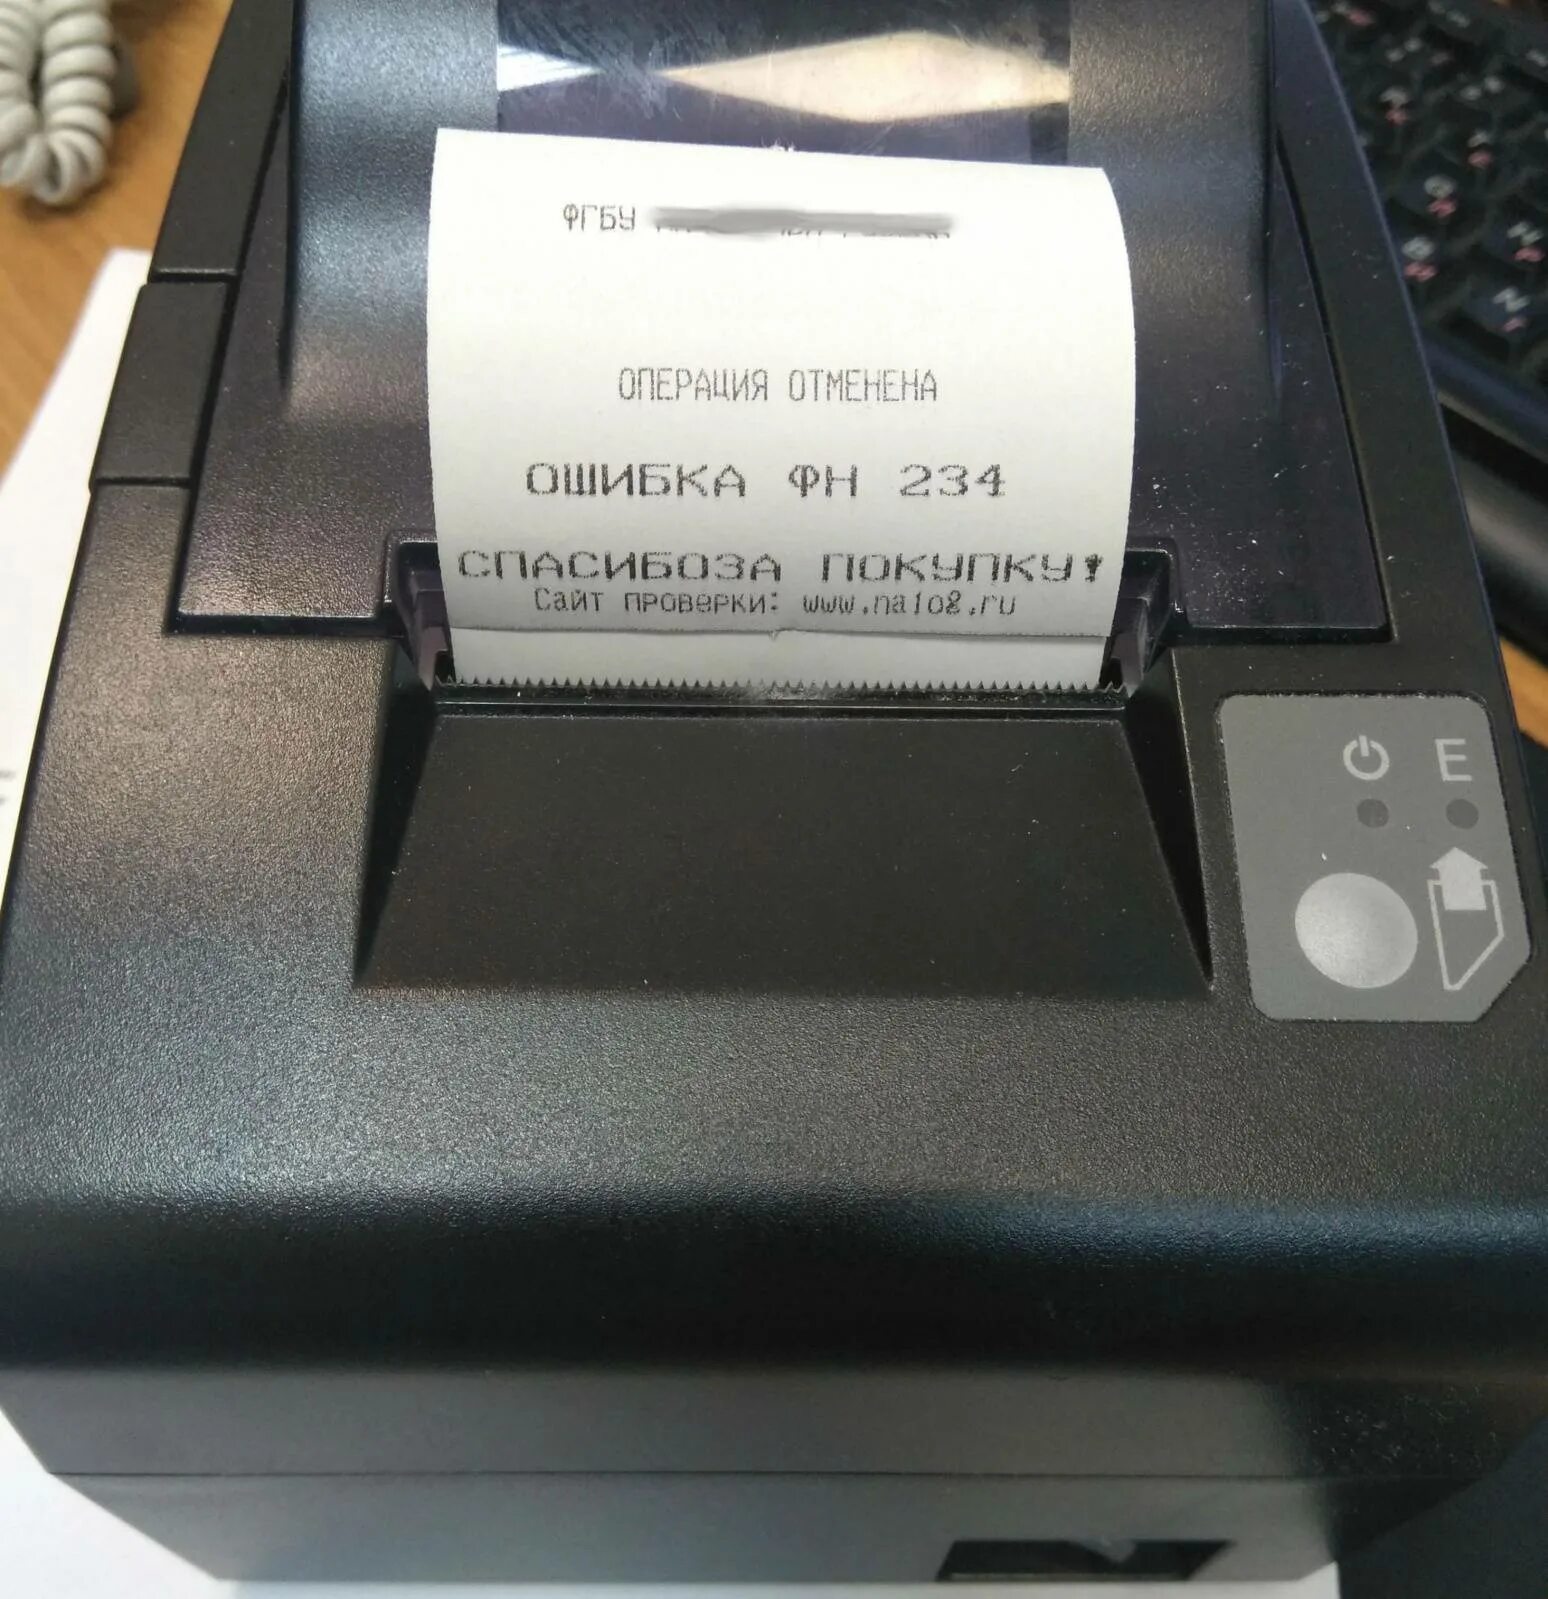 ФГБУ
ОПЕРАЦИЯ ОТМЕНЕНА
ОШИБКА ФН 234
СПАСИБОЗА ПОКУПКУ!
Сайт проверки: www.nalog.ru
E